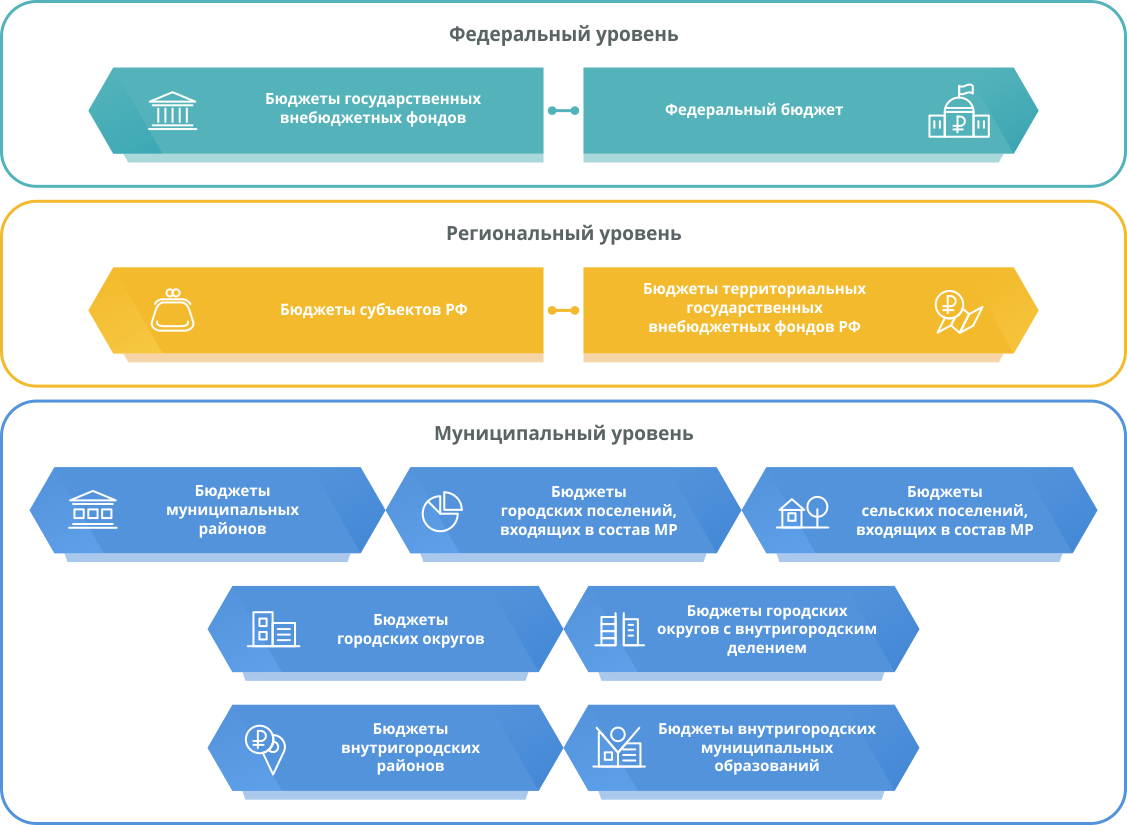 Федеральный уровень
Бюджеты государственных
внебюджетных фондов
Федеральный бюджет
Региональный уровень
Бюджеты субъектов РФ
Бюджеты территориальных
государственных
внебюджетных фондов РФ
Муниципальный уровень
Бюджеты
муниципальных
районов
Бюджеты
городских поселений,
входящих в состав МР
Бюджеты
сельских поселений,
входящих в состав МР
Бюджеты
городских округов
Бюджеты городских
округов с внутригородским
делением
Бюджеты
внутригородских
районов
Бюджеты внутригородских
муниципальных
образований